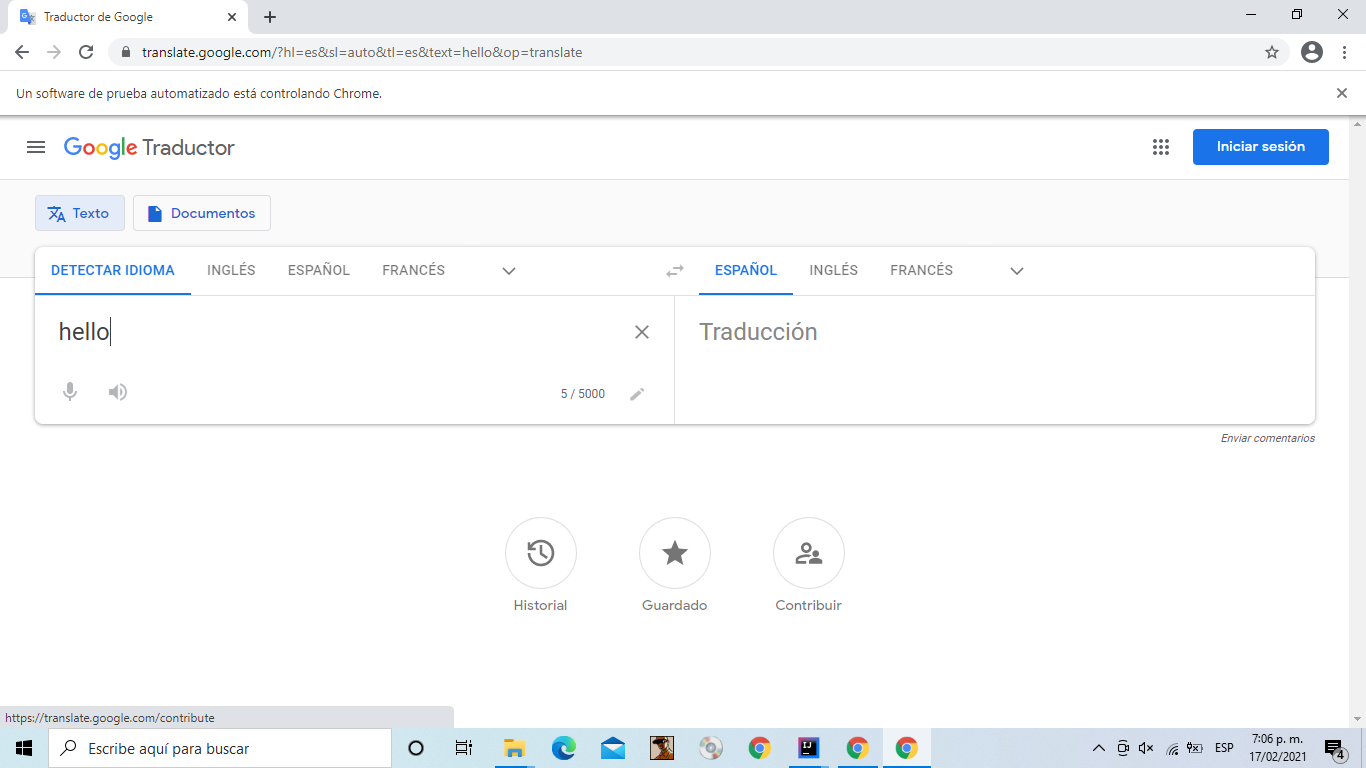 Traductor de Google
translate.google.com/?hl=es&sl=auto&tl=es&text=hello&op=translate
Un software de prueba automatizado está controlando Chrome.
Google Traductor
Iniciar sesión
Texto
Documentos
DETECTAR IDIOMA INGLÉS ESPAÑOL FRANCÉS
ESPAÑOL INGLÉS FRANCÉS
hello
Traducción
5 / 5000
Enviar comentarios
Historial
Guardado
Contribuir
https://translate.google.com/contribute
Escribe aquí para buscar
IJ
ESP
7:06 p. m.
17/02/2021
4